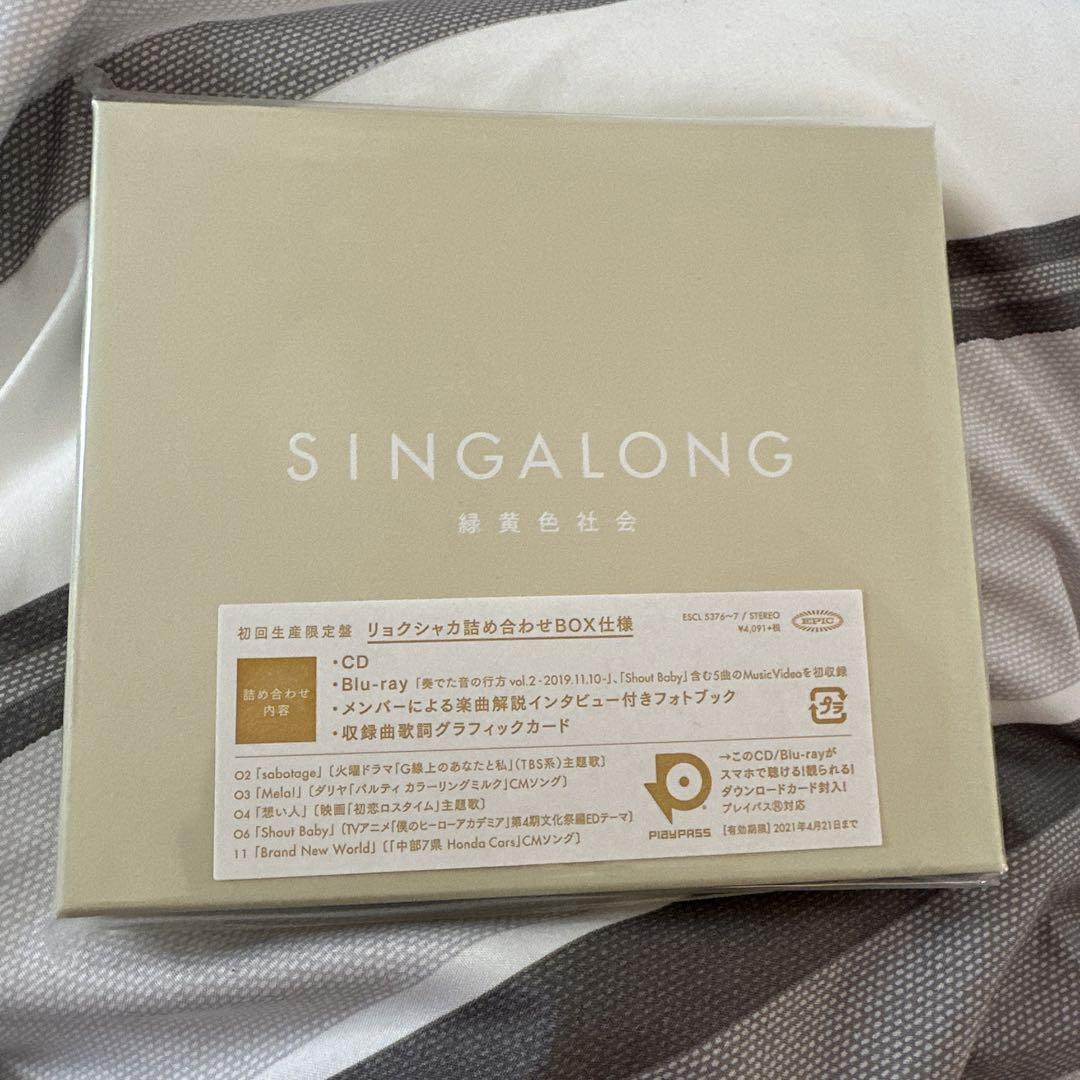 SINGALONG
緑黄色社会
初回生産限定盤 リョクシャカ詰め合わせBOX仕様
ESCL 5376〜7 / STEREO
¥4,091+税
EPIC
詰め合わせ
内容
・CD
・Blu-ray 「奏でた音の行方 vol.2 - 2019.11.10-」、「Shout Baby」含む5曲のMusicVideoを初収録
・メンバーによる楽曲解説インタビュー付きフォトブック
・収録曲歌詞グラフィックカード
プラ
02「sabotage」〔火曜ドラマ「G線上のあなたと私」(TBS系)主題歌〕
03「Mela!」〔ダリヤ「パルティ カラーリングミルク」CMソング〕
04「想い人」〔映画「初恋ロスタイム」主題歌〕
06「Shout Baby」〔TVアニメ「僕のヒーローアカデミア」第4期文化祭編EDテーマ〕
11「Brand New World」〔「中部7県 Honda Cars」CMソング〕
PlayPASS
→このCD/Blu-rayが
スマホで聴ける!観られる!
ダウンロードカード封入!
プレイパス®対応
[有効期限] 2021年4月21日まで